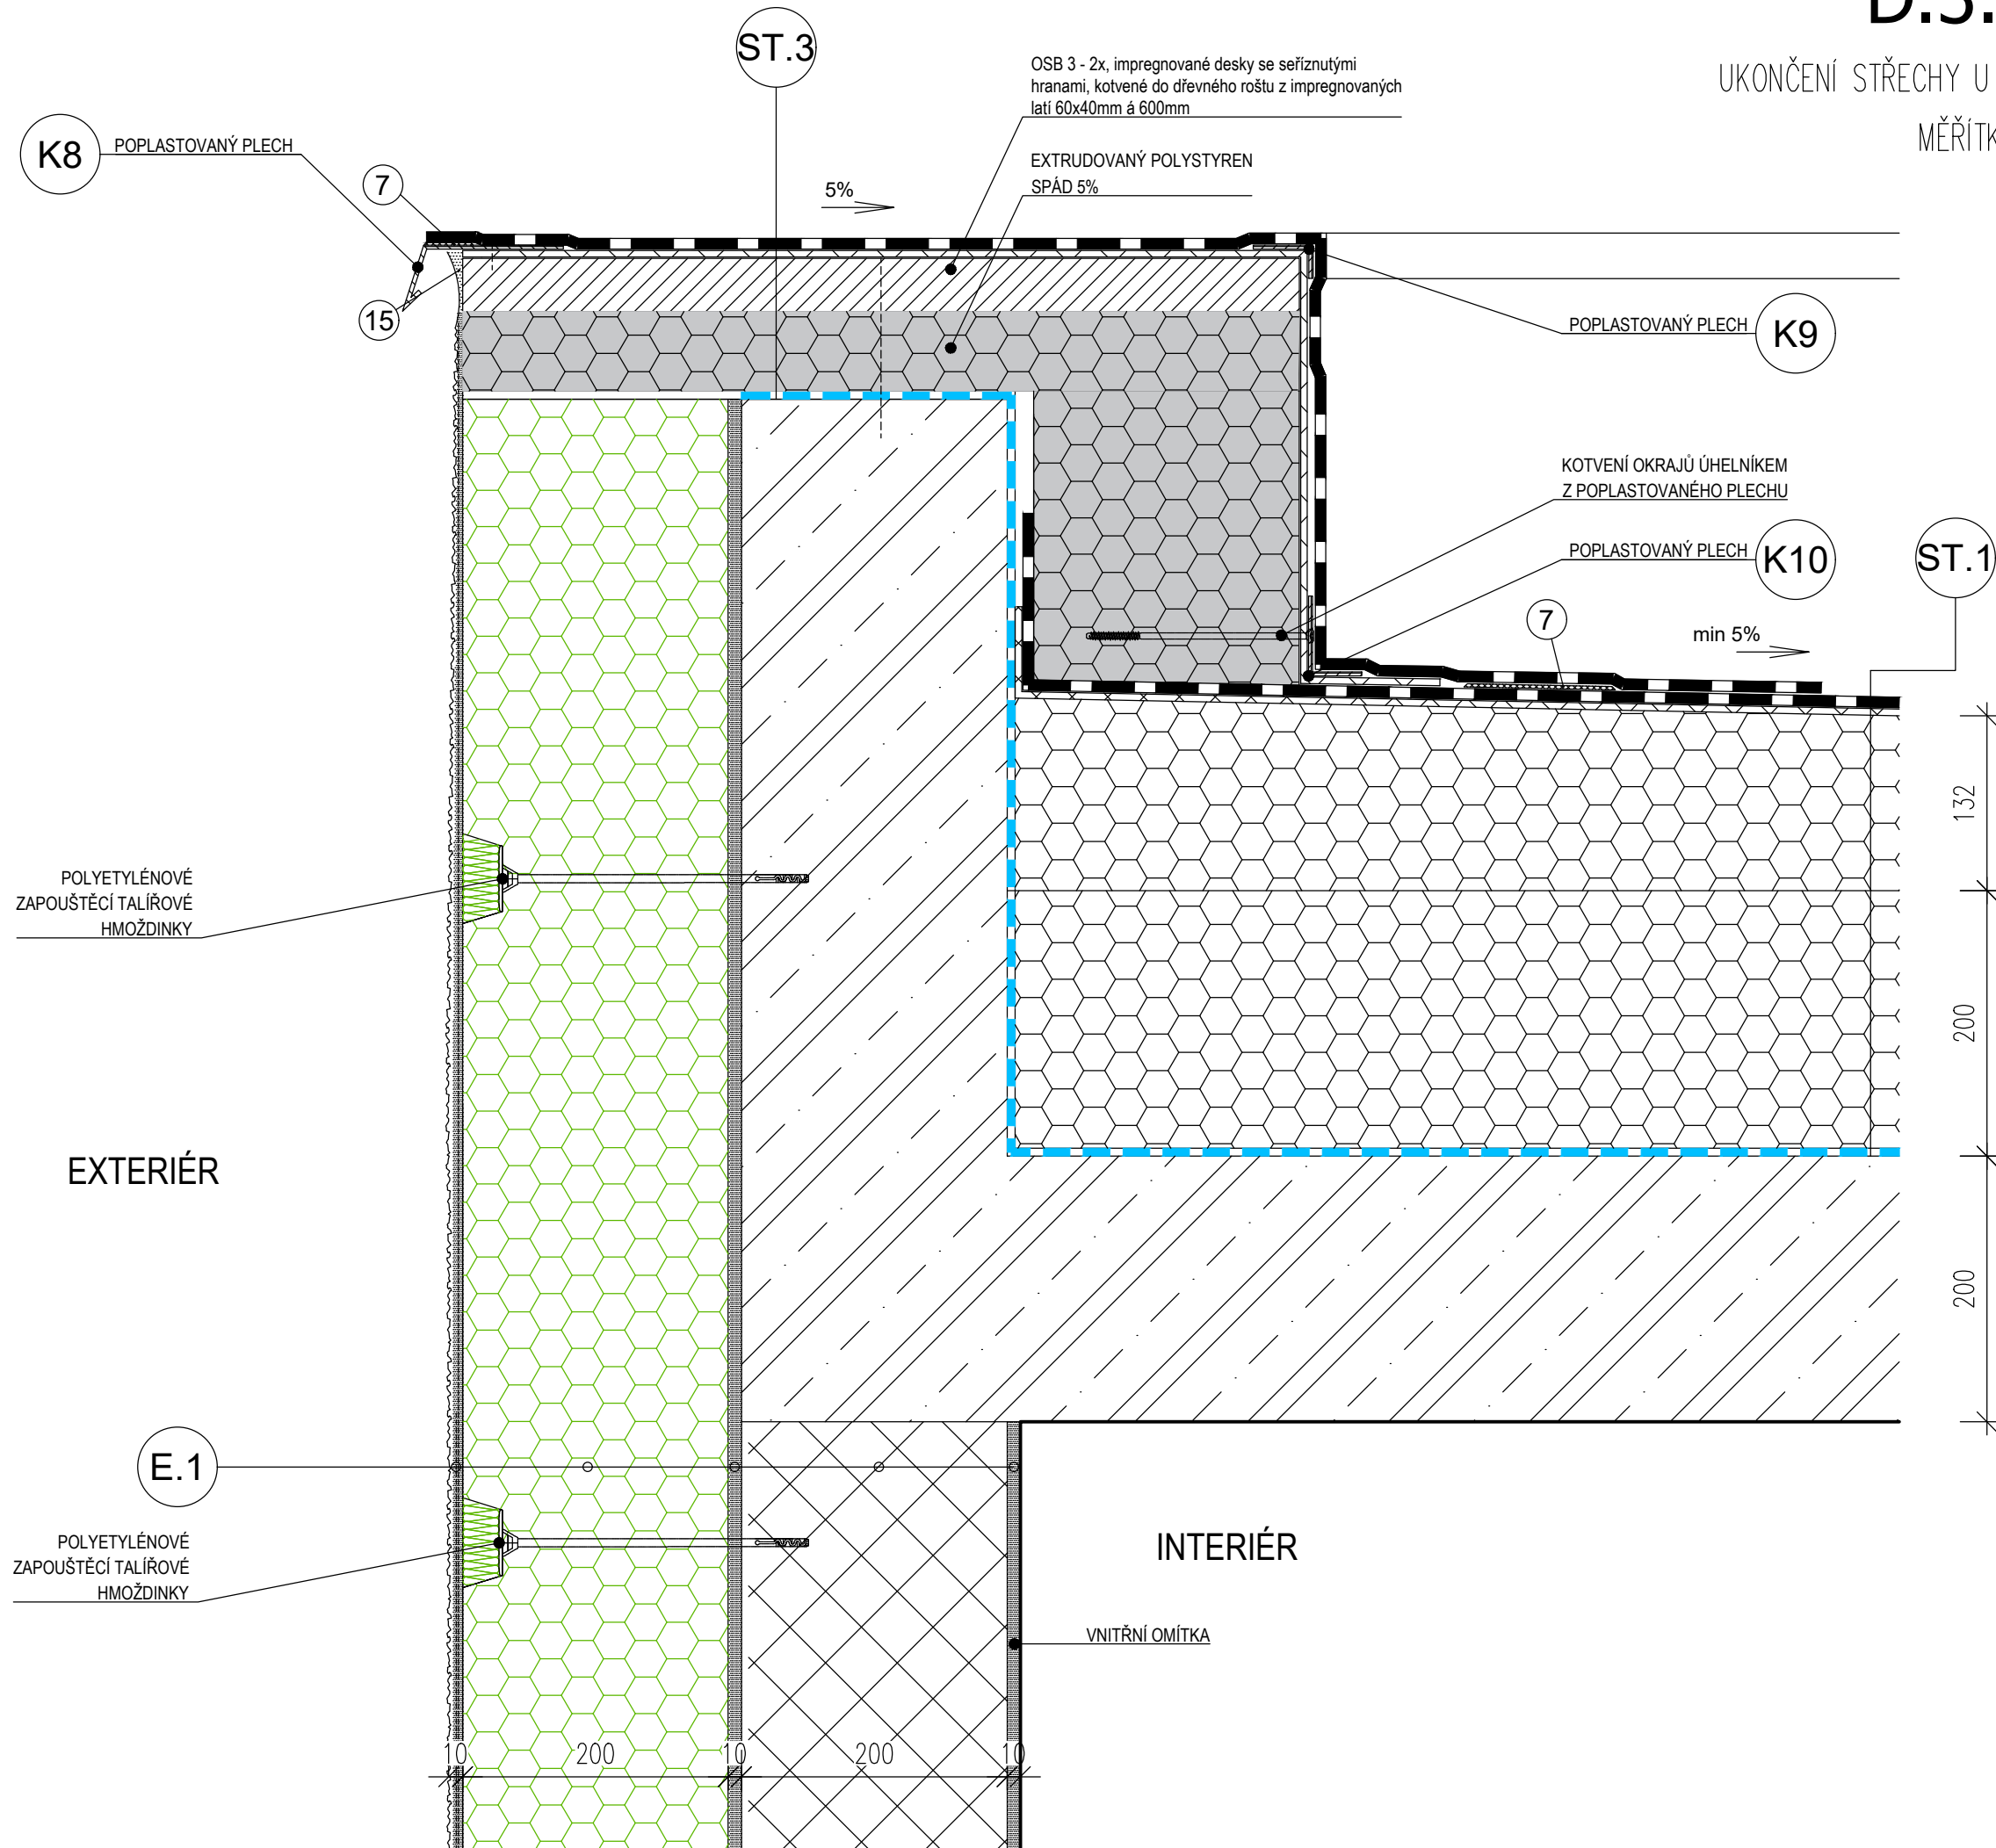 ST.3
UKONČENÍ STŘECHY U
OSB 3 - 2x, impregnované desky se seříznutými
hranami, kotvené do dřevného roštu z impregnovaných
latí 60x40mm á 600mm
K8
POPLASTOVANÝ PLECH
7
EXTRUDOVANÝ POLYSTYREN
SPÁD 5%
5%
15
POPLASTOVANÝ PLECH
K9
KOTVENÍ OKRAJŮ ÚHELNÍKEM
Z POPLASTOVANÉHO PLECHU
POPLASTOVANÝ PLECH
K10
ST.1
7
min 5%
132
POLYETYLÉNOVÉ
ZAPOUŠTĚCÍ TALÍŘOVÉ
HMOŽDINKY
200
EXTERIÉR
200
E.1
POLYETYLÉNOVÉ
ZAPOUŠTĚCÍ TALÍŘOVÉ
HMOŽDINKY
INTERIÉR
VNITŘNÍ OMÍTKA
10 200 10 200 10